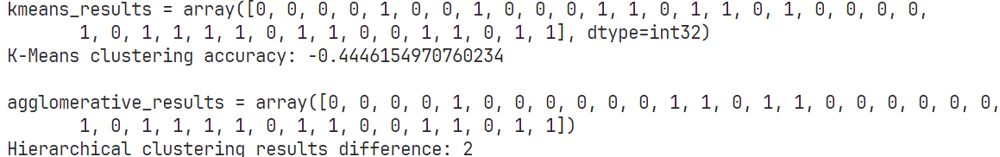 kmeans_results = array([0, 0, 0, 0, 1, 0, 0, 1, 0, 0, 0, 1, 1, 0, 1, 1, 0, 1, 0, 0, 0, 0,
1, 0, 1, 1, 1, 1, 0, 1, 1, 0, 0, 1, 1, 0, 1, 1], dtype=int32)
K-Means clustering accuracy: -0.4446154970760234
agglomerative_results = array([0, 0, 0, 0, 1, 0, 0, 0, 0, 0, 0, 1, 1, 0, 1, 1, 0, 0, 0, 0, 0, 0,
1, 0, 1, 1, 1, 1, 0, 1, 1, 0, 0, 1, 1, 0, 1, 1])
Hierarchical clustering results difference: 2